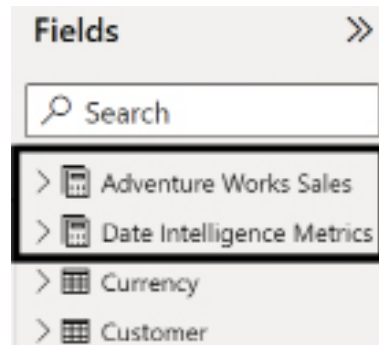 Fields
Search
Adventure Works Sales
Date Intelligence Metrics
Currency
Customer